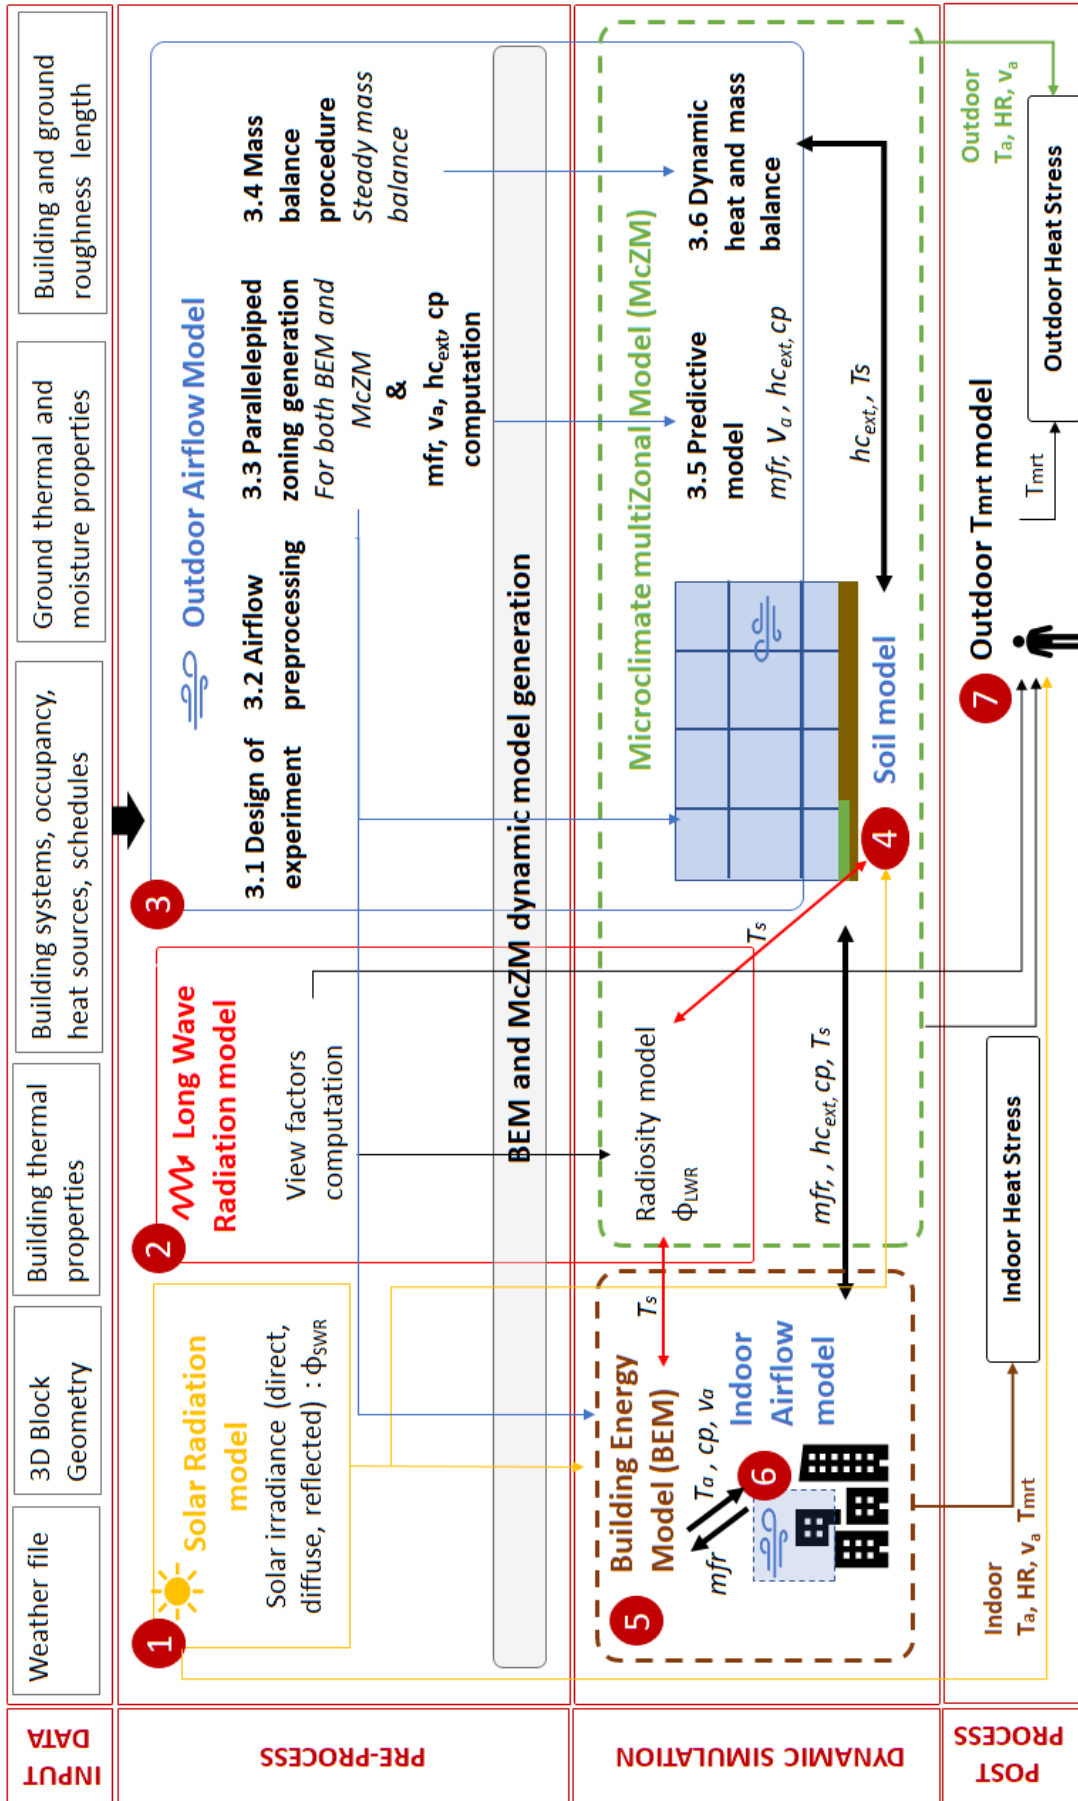 INPUT
DATA
Weather file
3D Block
Geometry
Building thermal
properties
Building systems, occupancy,
heat sources, schedules
Ground thermal and
moisture properties
Building and ground
roughness length
PRE-PROCESS
1
Solar Radiation
model
Solar irradiance (direct,
diffuse, reflected) : ϕSWR
2
Long Wave
Radiation model
View factors
computation
3
Outdoor Airflow Model
3.1 Design of
experiment
3.2 Airflow
preprocessing
3.3 Parallelepiped
zoning generation
For both BEM and
McZM
&
mfr, va, hcext, cp
computation
3.4 Mass
balance
procedure
Steady mass
balance
BEM and McZM dynamic model generation
DYNAMIC SIMULATION
5
Building Energy
Model (BEM)
mfr
Ta , cp, va
6
Indoor
Airflow
model
Ts
Microclimate multiZonal Model (McZM)
Radiosity model
ΦLWR
Ts
mfr, , hcext, cp, Ts
4
Soil model
3.5 Predictive
model
mfr, Va , hcext, cp
3.6 Dynamic
heat and mass
balance
hcext, , Ts
POST
PROCESS
Indoor
Ta, HR, va Tmrt
Indoor Heat Stress
7
Outdoor Tmrt model
Tmrt
Outdoor Heat Stress
Outdoor
Ta, HR, va